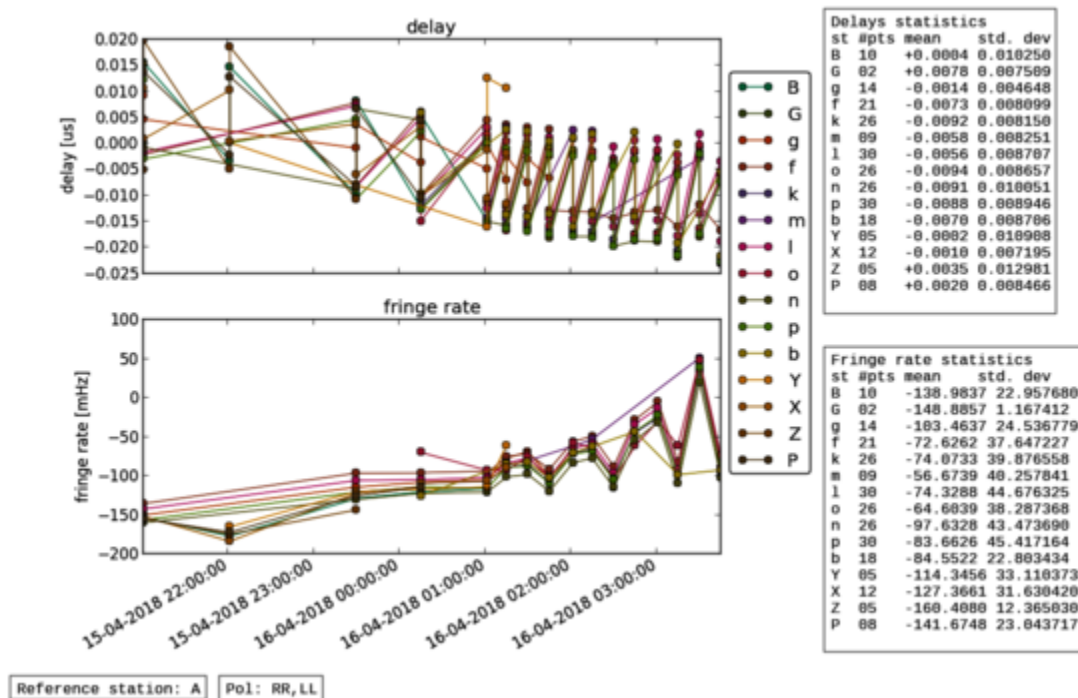 delay
delay [us]
0.020
0.015
0.010
0.005
0.000
−0.005
−0.010
−0.015
−0.020
−0.025
fringe rate
fringe rate [mHz]
100
50
0
−50
−100
−150
−200
15-04-2018 22:00:00
15-04-2018 23:00:00
16-04-2018 00:00:00
16-04-2018 01:00:00
16-04-2018 02:00:00
16-04-2018 03:00:00
B
G
g
f
k
m
l
o
n
p
b
Y
X
Z
P
Delays statistics
st #pts mean std. dev
B 10 +0.0004 0.010250
G 02 +0.0078 0.007509
g 14 -0.0014 0.004648
f 21 -0.0073 0.008099
k 26 -0.0092 0.008150
m 09 -0.0058 0.008251
l 30 -0.0056 0.008707
o 26 -0.0094 0.008657
n 26 -0.0091 0.010051
p 30 -0.0088 0.008946
b 18 -0.0070 0.008706
Y 05 -0.0002 0.010908
X 12 -0.0010 0.007195
Z 05 +0.0035 0.012981
P 08 +0.0020 0.008466
Fringe rate statistics
st #pts mean std. dev
B 10 -138.9837 22.957680
G 02 -148.8857 1.167412
g 14 -103.4637 24.536779
f 21 -72.6262 37.647227
k 26 -74.0733 39.876558
m 09 -56.6739 40.257841
l 30 -74.3288 44.676325
o 26 -64.6039 38.287368
n 26 -97.6328 43.473690
p 30 -83.6626 45.417164
b 18 -84.5522 22.803434
Y 05 -114.3456 33.110373
X 12 -127.3661 31.630420
Z 05 -160.4080 12.365030
P 08 -141.6748 23.043717
Reference station: A
Pol: RR,LL